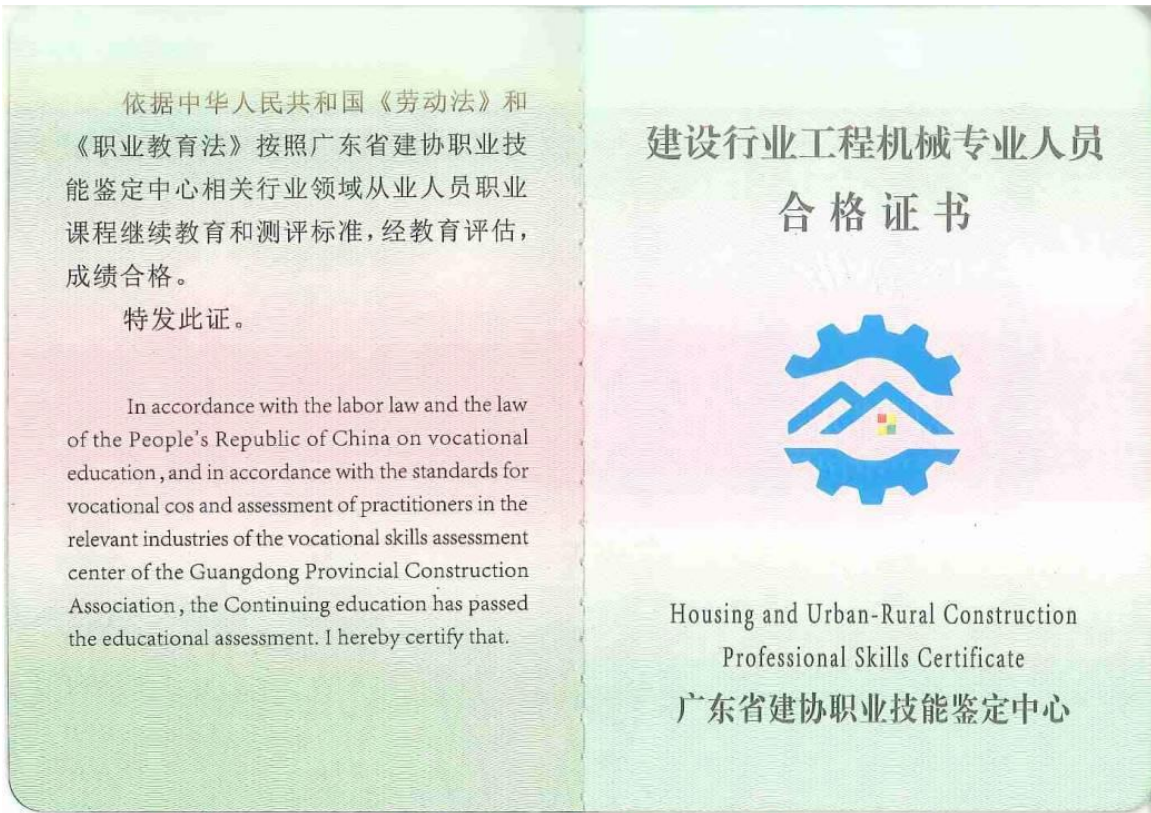 依据中华人民共和国《劳动法》和
《职业教育法》按照广东省建协职业技
能鉴定中心相关行业领域从业人员职业
课程继续教育和测评标准，经教育评估，
成绩合格。
特发此证。
In accordance with the labor law and the law
of the People's Republic of China on vocational
education, and in accordance with the standards for
vocational cos and assessment of practitioners in the
relevant industries of the vocational skills assessment
center of the Guangdong Provincial Construction
Association, the Continuing education has passed
the educational assessment. I hereby certify that.
建设行业工程机械专业人员
合格证书
Housing and Urban-Rural Construction
Professional Skills Certificate
广东省建协职业技能鉴定中心